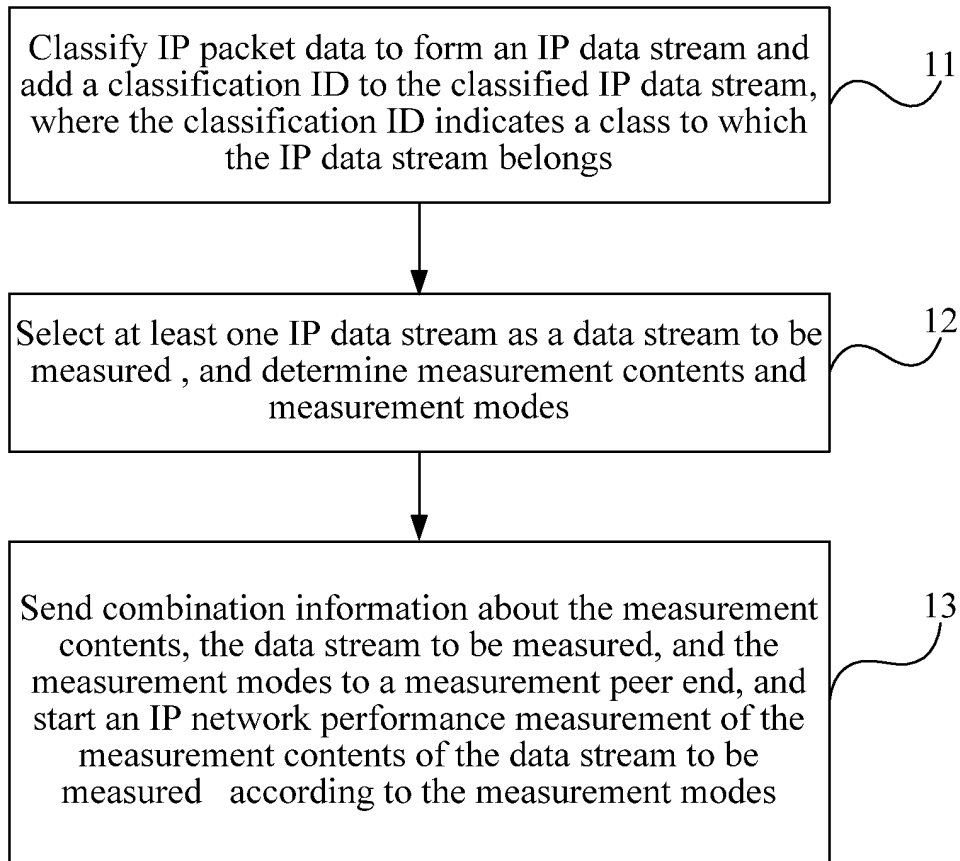 Classify IP packet data to form an IP data stream and
add a classification ID to the classified IP data stream,
where the classification ID indicates a class to which
the IP data stream belongs
11
Select at least one IP data stream as a data stream to be
measured , and determine measurement contents and
measurement modes
12
Send combination information about the measurement
contents, the data stream to be measured, and the
measurement modes to a measurement peer end, and
start an IP network performance measurement of the
measurement contents of the data stream to be
measured   according to the measurement modes
13